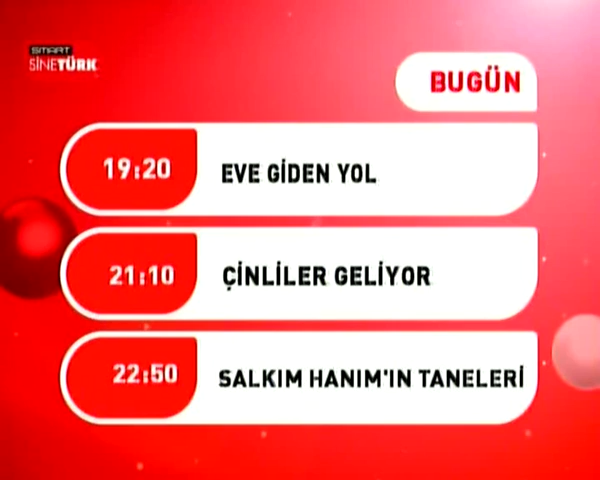 SMART
SİNETÜRK
BUGÜN
19:20 EVE GİDEN YOL
21:10 ÇİNLİLER GELİYOR
22:50 SALKIM HANIM'IN TANELERİ